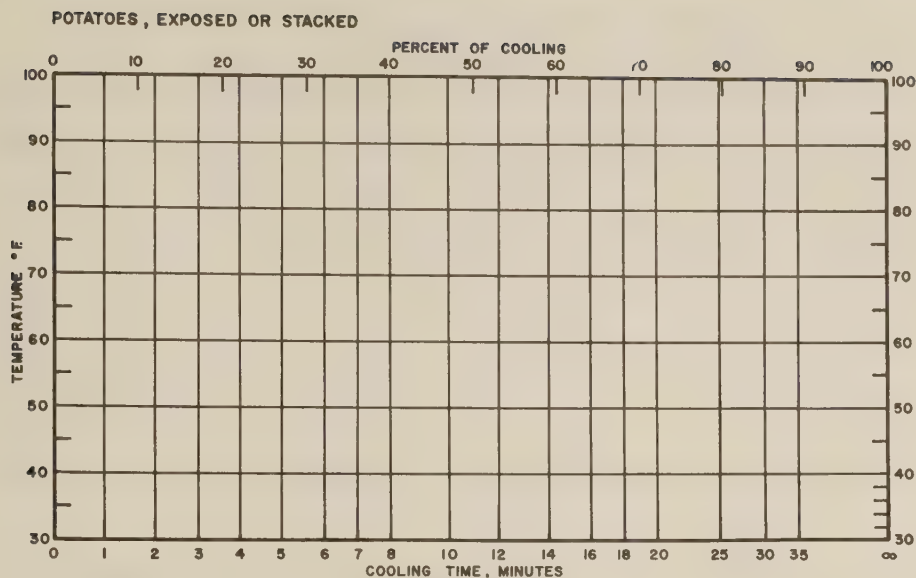 POTATOES, EXPOSED OR STACKED
PERCENT OF COOLING
0 10 20 30 40 50 60 70 80 90 100
100 100
90 90
80 80
70 70
60 60
50 50
40 40
30 30
TEMPERATURE °F.
0 1 2 3 4 5 6 7 8 10 12 14 16 18 20 25 30 35 ∞
COOLING TIME, MINUTES